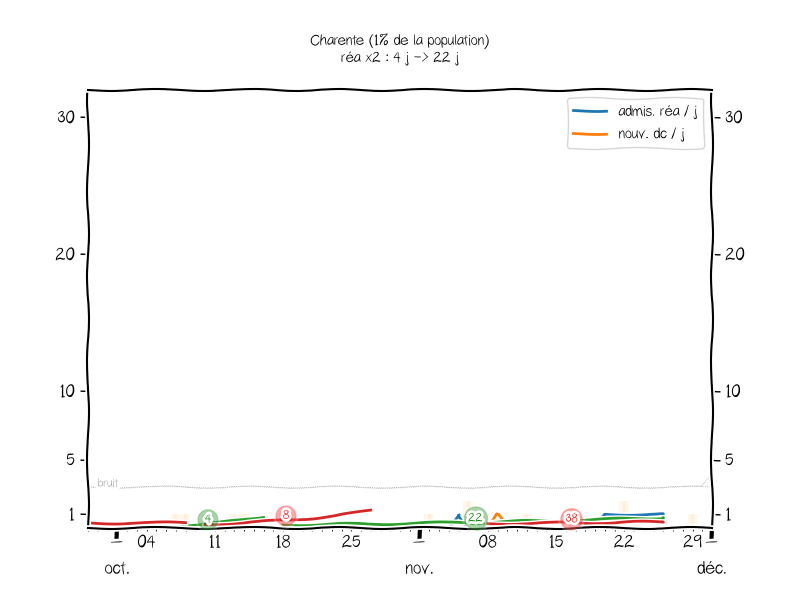 Charente (1% de la population)
réa x2 : 4 j -> 22 j
admis. réa / j
nouv. dc / j
30
30
20
20
10
10
5
5
bruit
1
1
4
8
22
38
04
11
18
25
08
15
22
29
oct.
nov.
déc.